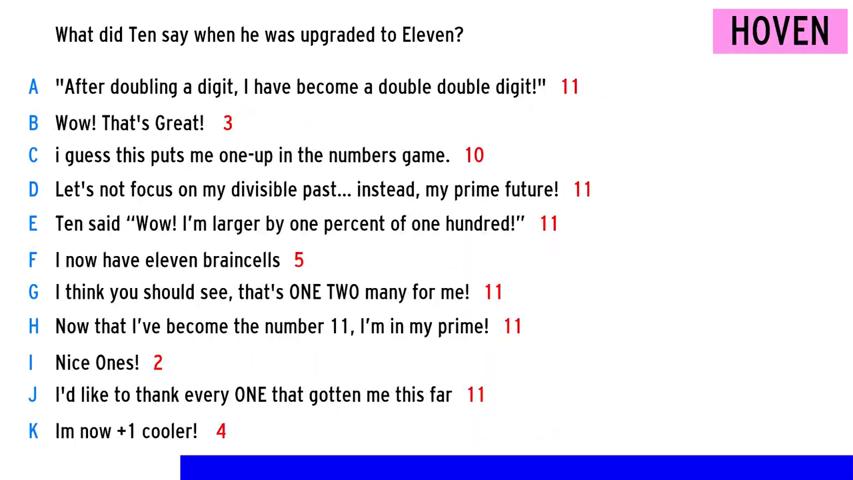 What did Ten say when he was upgraded to Eleven?
HOVEN
A "After doubling a digit, I have become a double double digit!" 11
B Wow! That's Great! 3
C i guess this puts me one-up in the numbers game. 10
D Let's not focus on my divisible past... instead, my prime future! 11
E Ten said “Wow! I’m larger by one percent of one hundred!” 11
F I now have eleven braincells 5
G I think you should see, that's ONE TWO many for me! 11
H Now that I’ve become the number 11, I’m in my prime! 11
I Nice Ones! 2
J I'd like to thank every ONE that gotten me this far 11
K Im now +1 cooler! 4